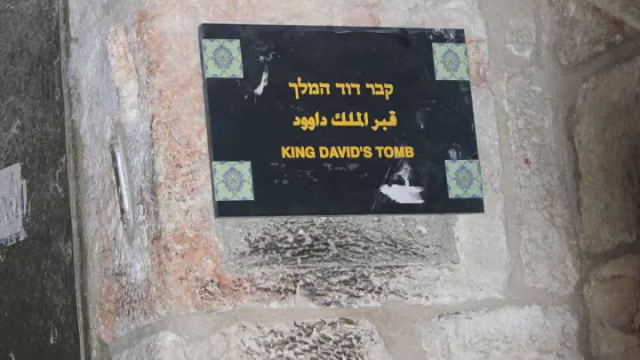 קבר דוד המלך
قبر الملك داوود
KING DAVID'S TOMB